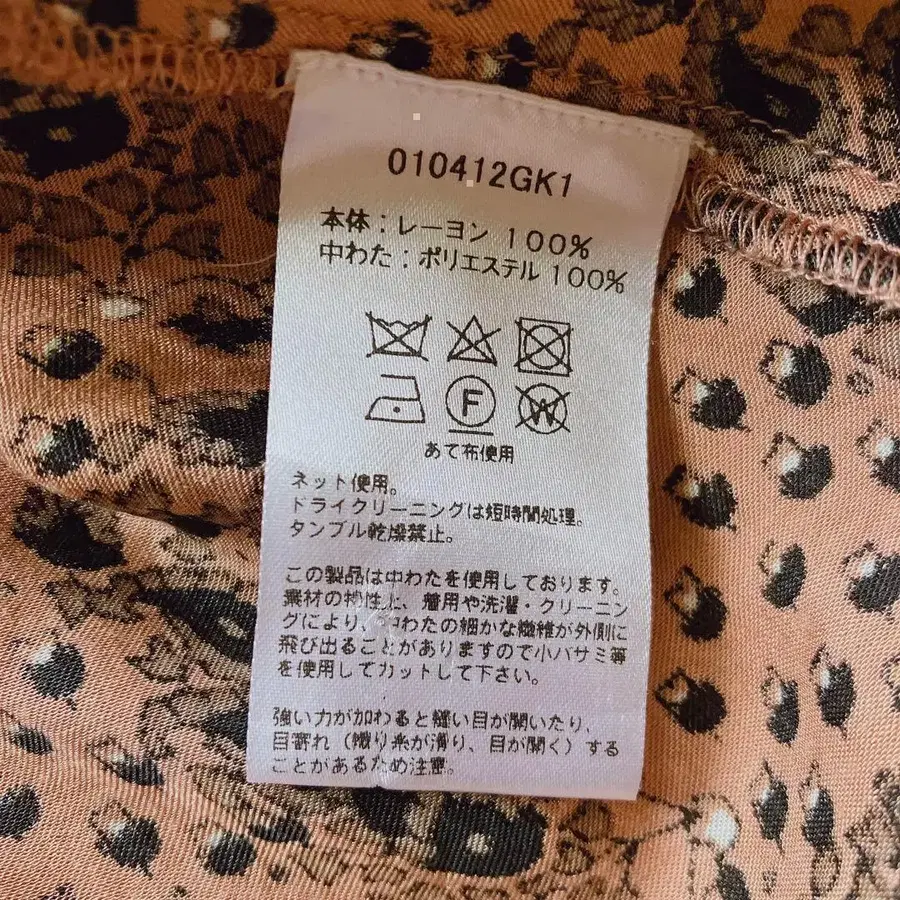 010412GK1
本体：レーヨン 100%
中わた：ポリエステル 100%
F
W
あて布使用
ネット使用。
ドライクリーニングは短時間処理。
タンブル乾燥禁止。
この製品は中わたを使用しております。
素材の特性上、着用や洗濯・クリーニン
グにより、中わたの細かな繊維が外側に
飛び出ることがありますので小バサミ等
を使用してカットして下さい。
強い力が加わると縫い目が開いたり、
目寄れ（織り糸が滑り、目が開く）する
ことがあるため注意。